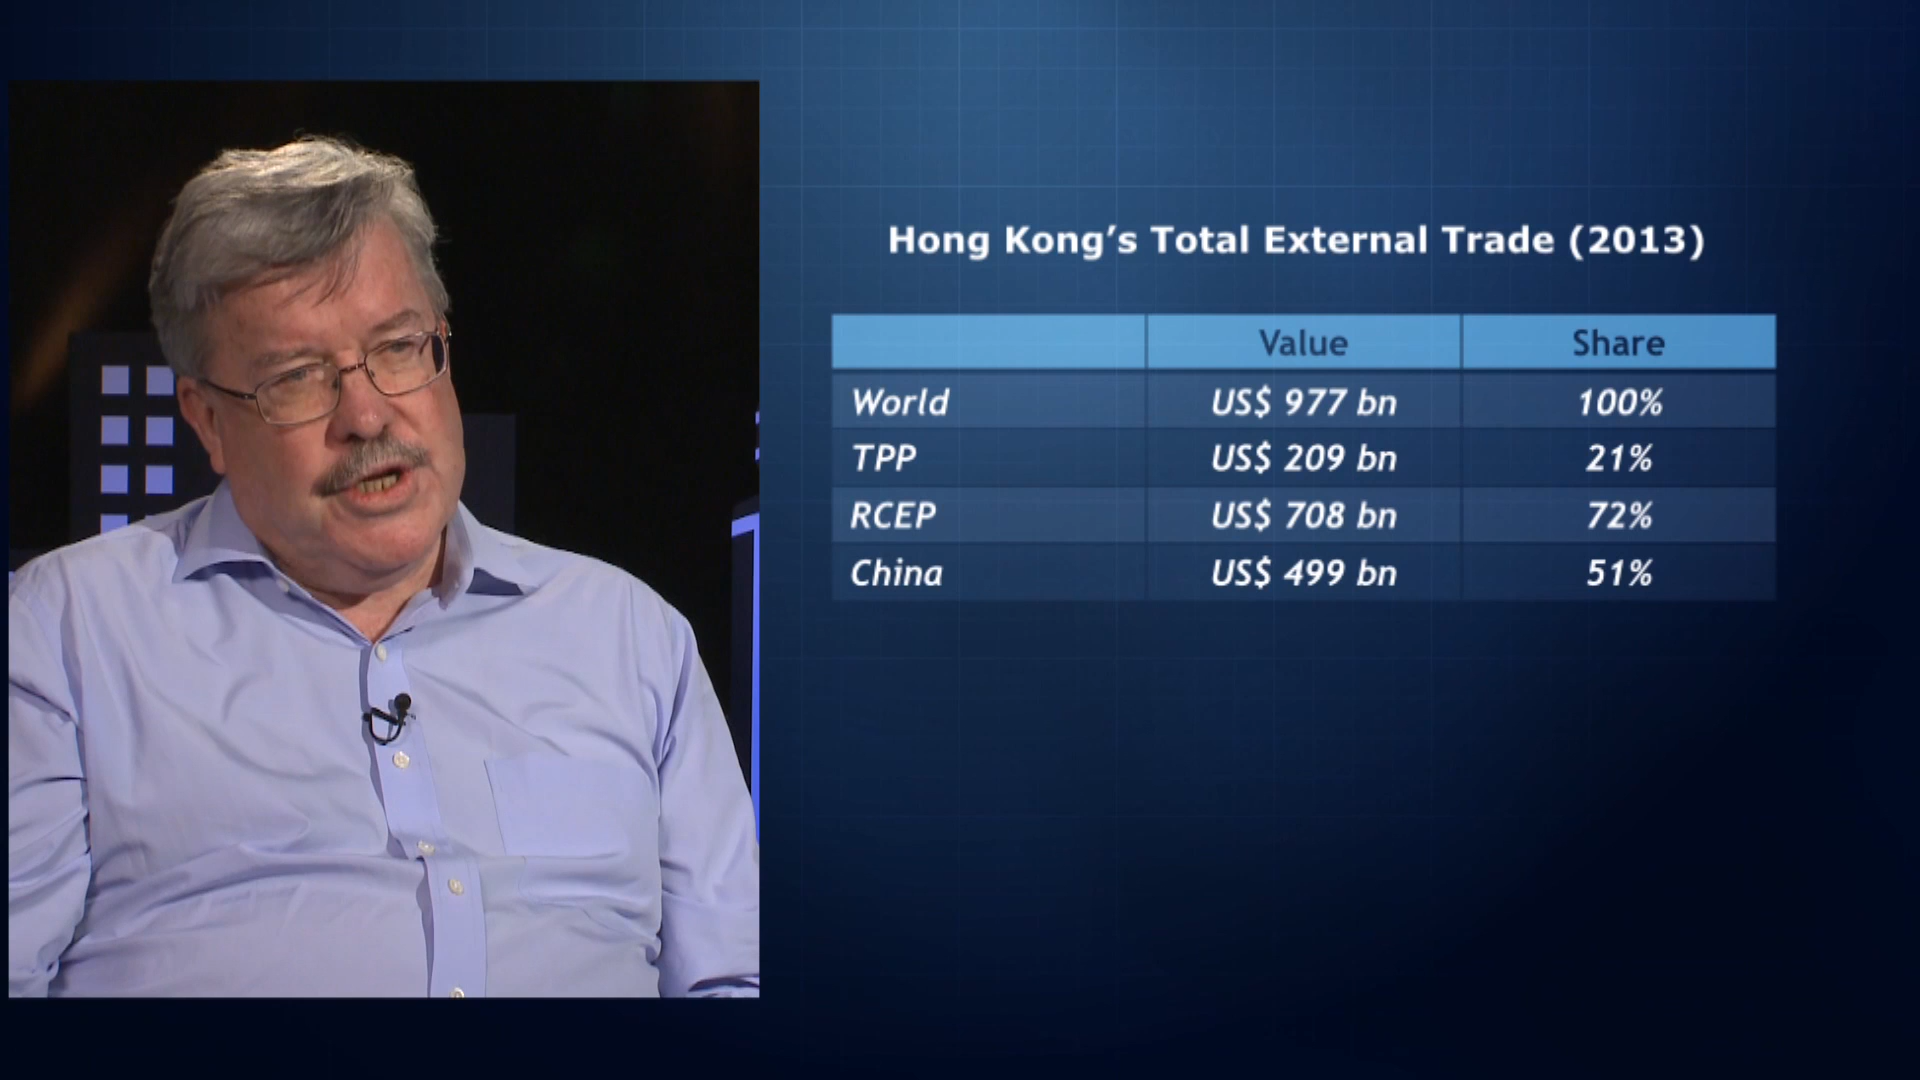 Hong Kong’s Total External Trade (2013)
Value Share
World US$ 977 bn 100%
TPP US$ 209 bn 21%
RCEP US$ 708 bn 72%
China US$ 499 bn 51%